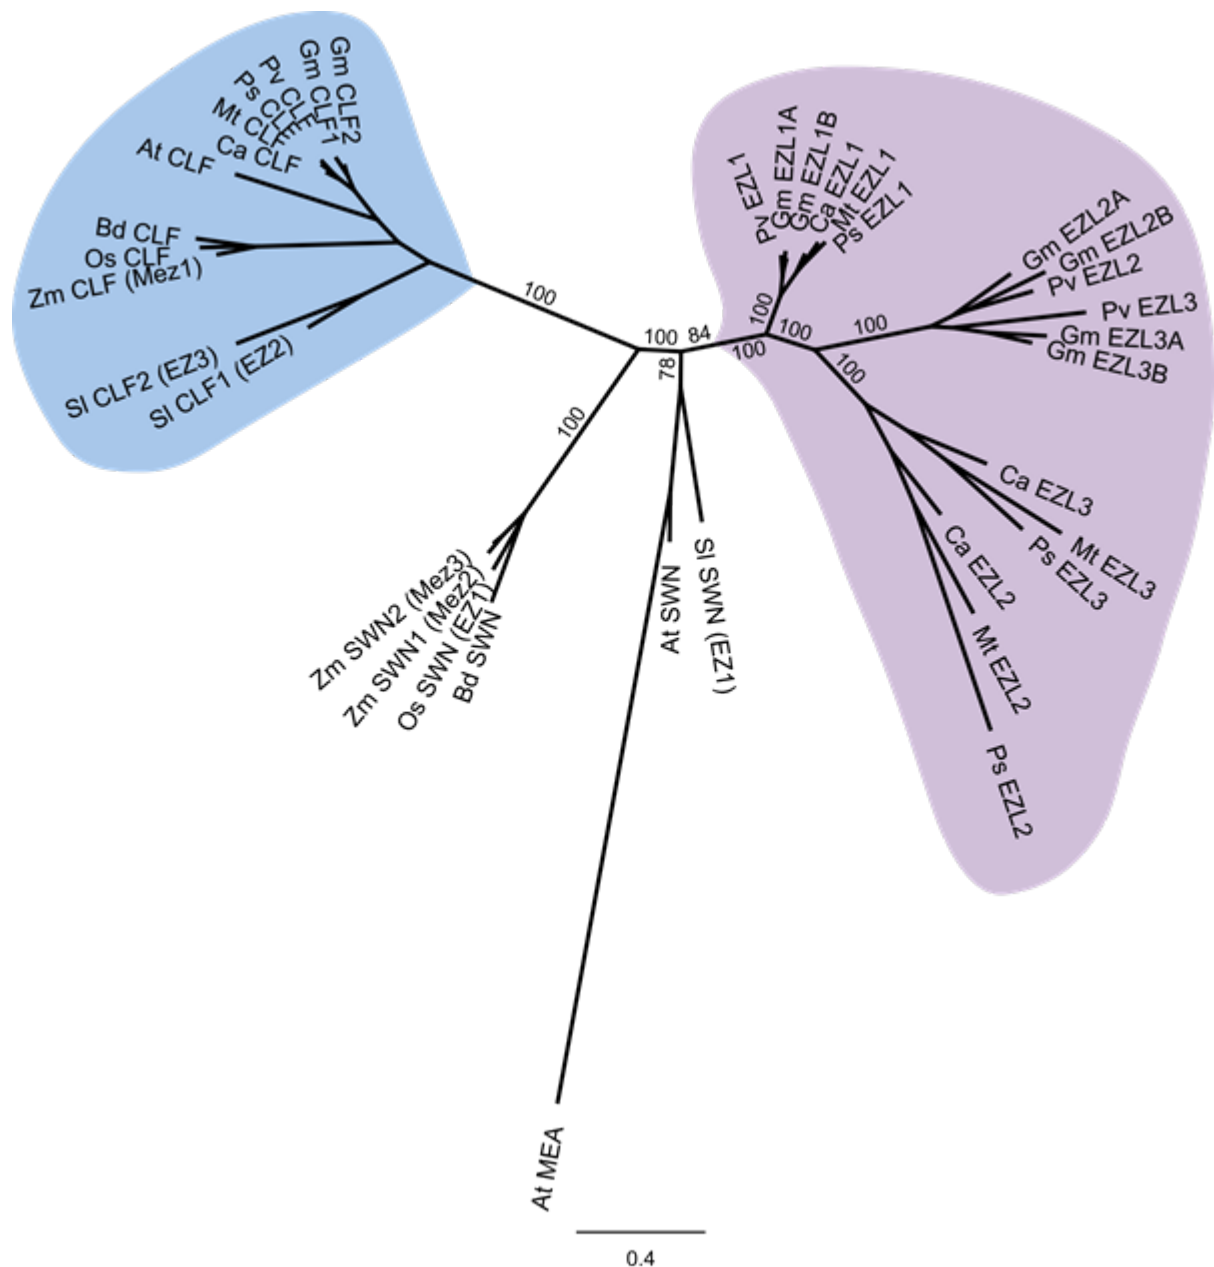 Gm CLF2
Gm CLF1
Pv CLF
Ps CLF
Mt CLF
Ca CLF
At CLF
Bd CLF
Os CLF
Zm CLF (Mez1)
Sl CLF2 (EZ3)
Sl CLF1 (EZ2)
100
100
100
84
78
100
100
100
100
100
Pv EZL1
Gm EZL1A
Gm EZL1B
Ca EZL1
Mt EZL1
Ps EZL1
Gm EZL2A
Gm EZL2B
Pv EZL2
Pv EZL3
Gm EZL3A
Gm EZL3B
Ca EZL3
Mt EZL3
Ps EZL3
Ca EZL2
Mt EZL2
Ps EZL2
Zm SWN2 (Mez3)
Zm SWN1 (Mez2)
Os SWN (EZ1)
Bd SWN
At SWN
Sl SWN (EZ1)
At MEA
0.4